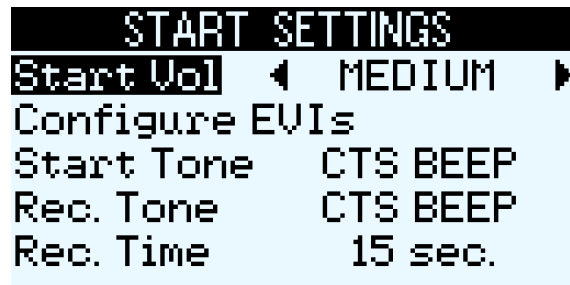 START SETTINGS
Start Vol ◀ MEDIUM ▶
Configure EVIs
Start Tone CTS BEEP
Rec. Tone CTS BEEP
Rec. Time 15 sec.